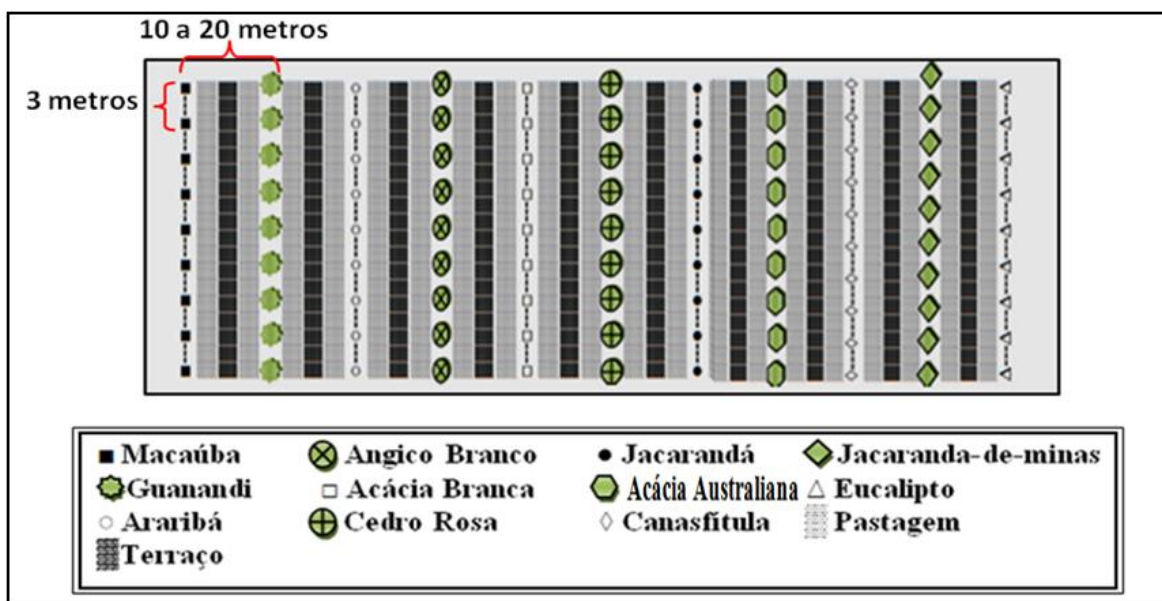 10 a 20 metros
3 metros
Macaúba Angico Branco Jacarandá Jacaranda-de-minas
Guanandi Acácia Branca Acácia Australiana Eucalipto
Araribá Cedro Rosa Canasfítula Pastagem
Terraço